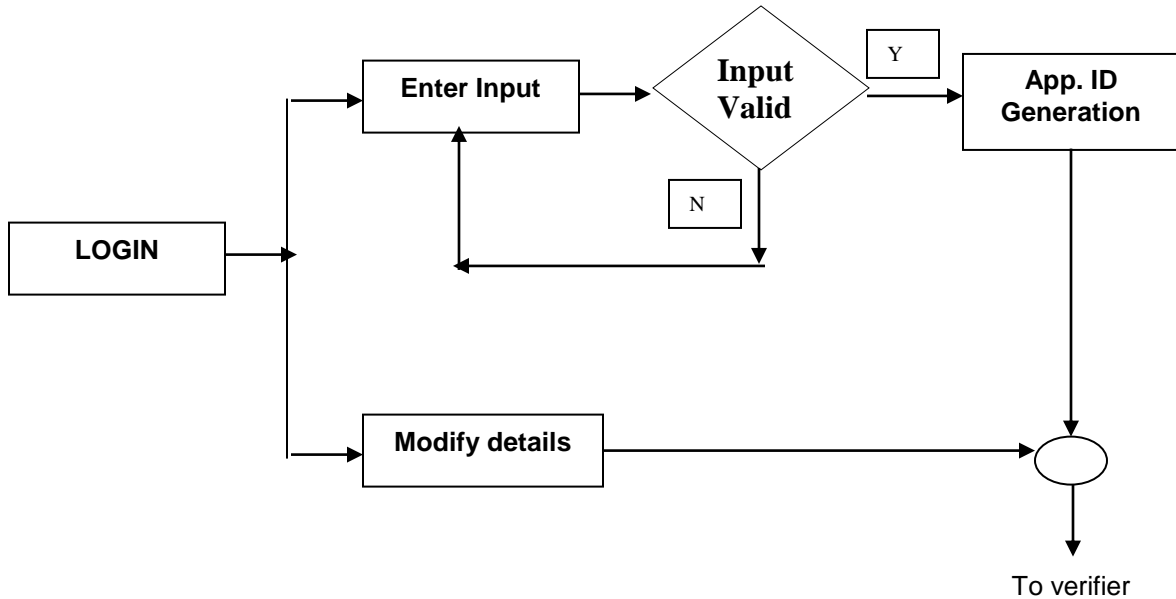 Enter Input
Input
Valid
Y
App. ID
Generation
N
LOGIN
Modify details
To verifier